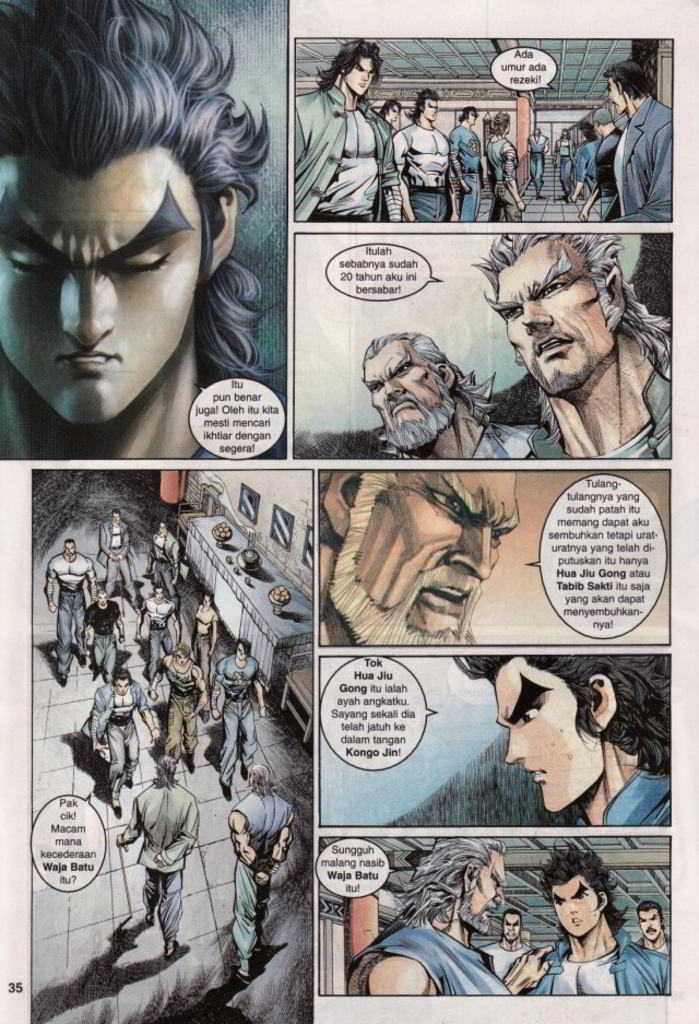 Itu
pun benar
juga! Oleh itu kita
mesti mencari
ikhtiar dengan
segera!
Ada
umur ada
rezeki!
Itulah
sebabnya sudah
20 tahun aku ini
bersabar!
Pak
cik!
Macam
mana
kecederaan
Waja Batu
itu?
Tulang-
tulangnya yang
sudah patah itu
memang dapat aku
sembuhkan tetapi urat-
uratnya yang telah di-
putuskan itu hanya
Hua Jiu Gong atau
Tabib Sakti itu saja
yang akan dapat
menyembuhkan-
nya!
Tok
Hua Jiu
Gong itu ialah
ayah angkatku.
Sayang sekali dia
telah jatuh ke
dalam tangan
Kongo Jin!
Sungguh
malang nasib
Waja Batu
itu!
35